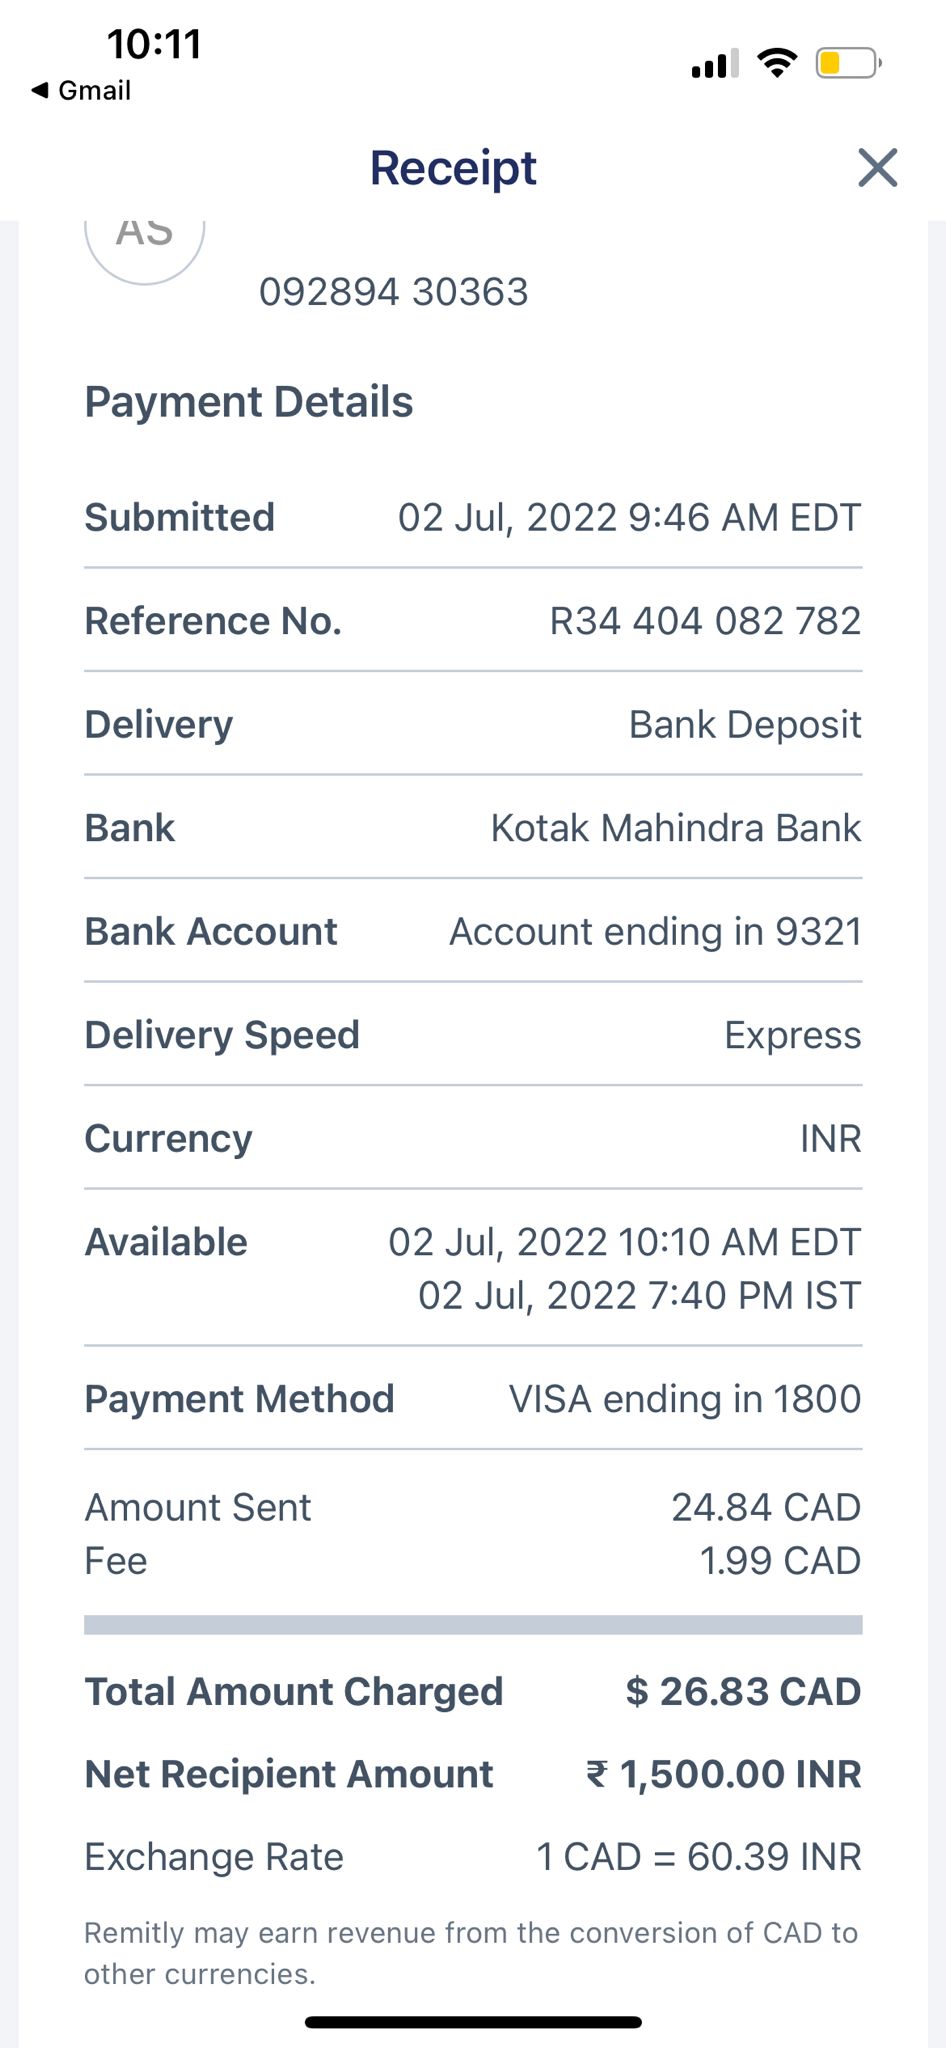 10:11
◀ Gmail
Receipt
AS
092894 30363
Payment Details
Submitted 02 Jul, 2022 9:46 AM EDT
Reference No. R34 404 082 782
Delivery Bank Deposit
Bank Kotak Mahindra Bank
Bank Account Account ending in 9321
Delivery Speed Express
Currency INR
Available 02 Jul, 2022 10:10 AM EDT
02 Jul, 2022 7:40 PM IST
Payment Method VISA ending in 1800
Amount Sent 24.84 CAD
Fee 1.99 CAD
Total Amount Charged $ 26.83 CAD
Net Recipient Amount ₹ 1,500.00 INR
Exchange Rate 1 CAD = 60.39 INR
Remitly may earn revenue from the conversion of CAD to
other currencies.